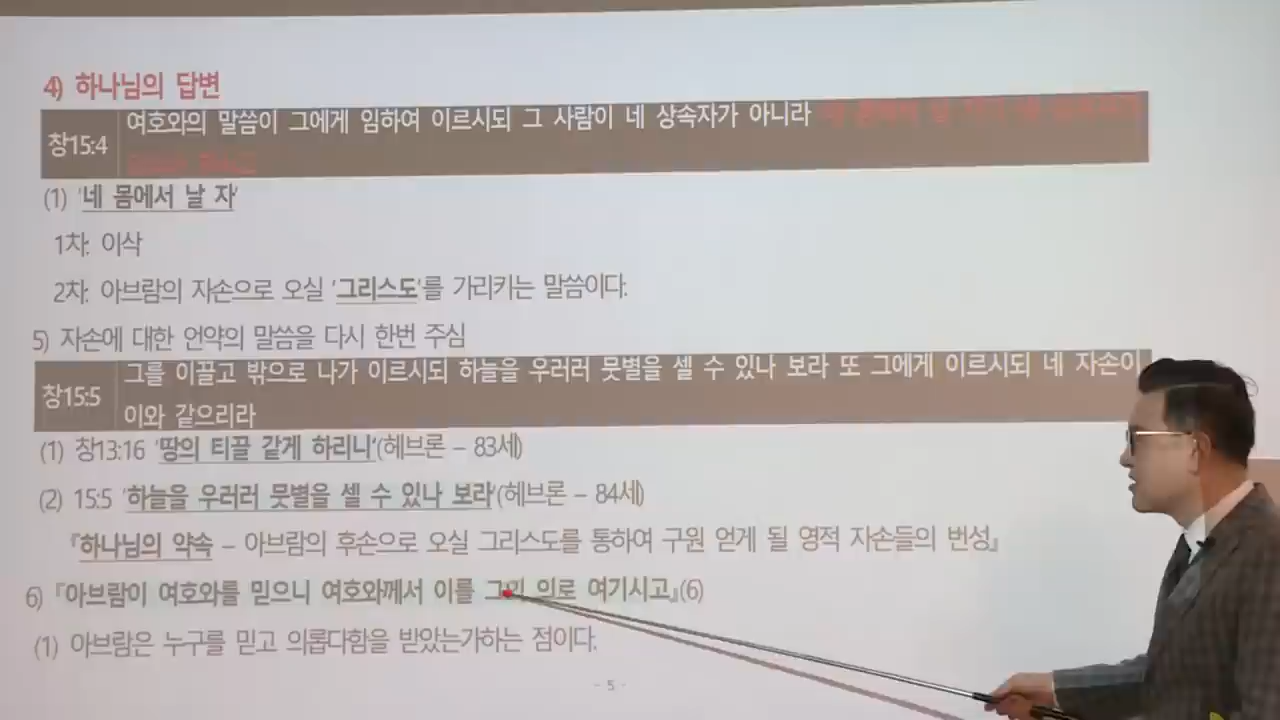 4) 하나님의 답변
창15:4 여호와의 말씀이 그에게 임하여 이르시되 그 사람이 네 상속자가 아니라
(1) '네 몸에서 날 자'
1차: 이삭
2차: 아브람의 자손으로 오실 '그리스도'를 가리키는 말씀이다.
5) 자손에 대한 언약의 말씀을 다시 한번 주심
창15:5 그를 이끌고 밖으로 나가 이르시되 하늘을 우러러 뭇별을 셀 수 있나 보라 또 그에게 이르시되 네 자손이
이와 같으리라
(1) 창13:16 '땅의 티끌 같게 하리니'(헤브론 – 83세)
(2) 15:5 '하늘을 우러러 뭇별을 셀 수 있나 보라'(헤브론 – 84세)
『하나님의 약속 – 아브람의 후손으로 오실 그리스도를 통하여 구원 얻게 될 영적 자손들의 번성』
6) 『아브람이 여호와를 믿으니 여호와께서 이를 그의 의로 여기시고』(6)
(1) 아브람은 누구를 믿고 의롭다함을 받았는가하는 점이다.
- 5 -